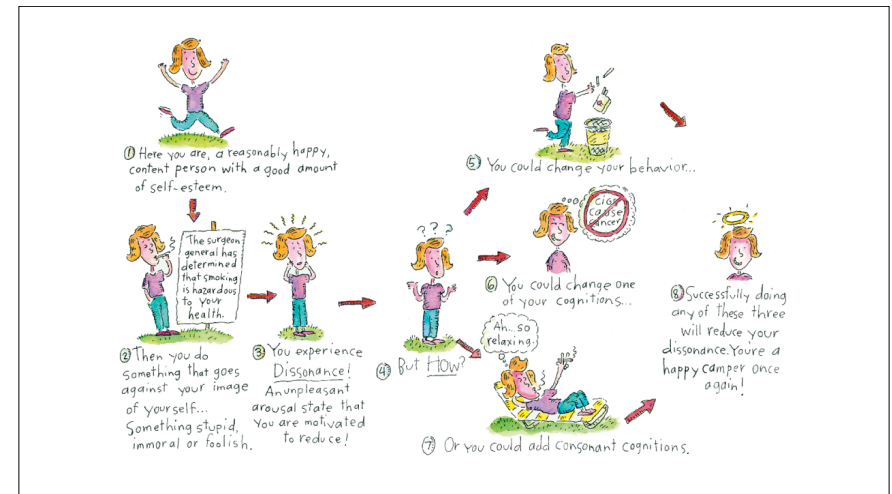 ① Here you are, a reasonably happy,
content person with a good amount
of self-esteem.
The surgeon
general has
determined
that smoking
is hazardous
to your
health.
② Then you do
something that goes
against your image
of yourself...
Something stupid,
immoral or foolish.
③ You experience
Dissonance!
An unpleasant
arousal state that
You are motivated
to reduce!
???
④ But HOW?
⑤ You could change your behavior...
CIGS
Cause
Cancer
⑥ You could change one
of your cognitions...
Ah...so
relaxing.
⑦ Or you could add consonant cognitions.
⑧ Successfully doing
any of these three
will reduce your
dissonance. You're a
happy camper once
again!